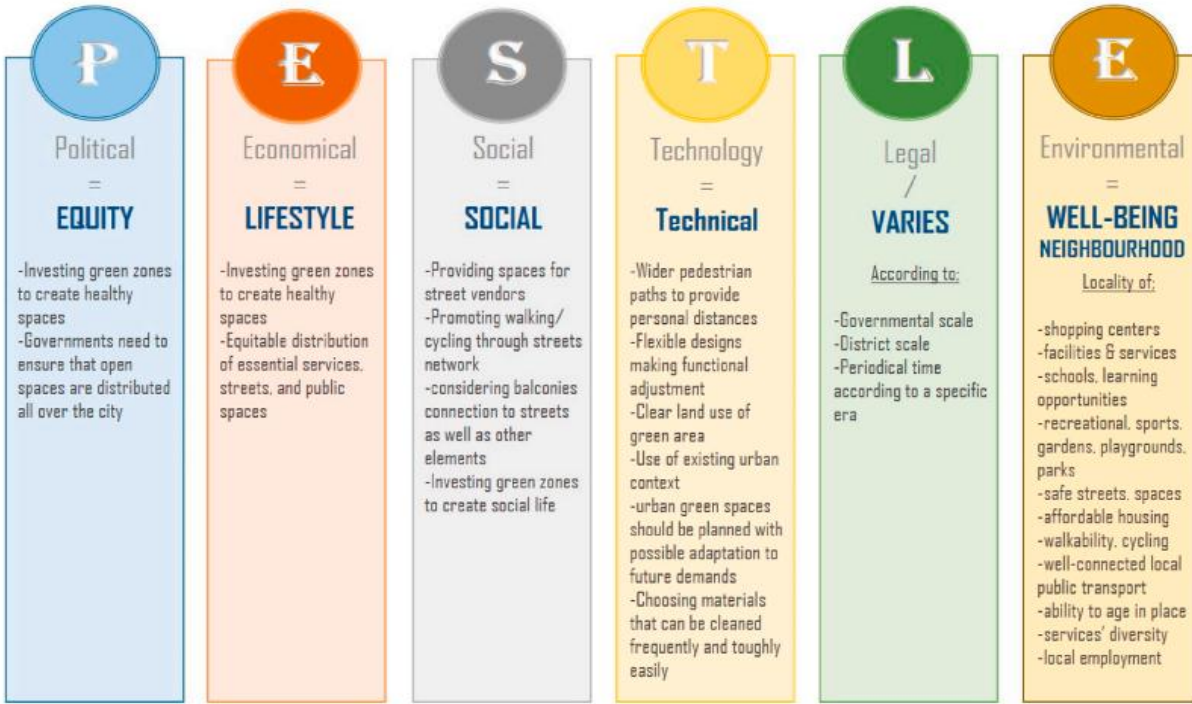 P
Political
=
EQUITY
-Investing green zones
to create healthy
spaces
-Governments need to
ensure that open
spaces are distributed
all over the city
E
Economical
=
LIFESTYLE
-Investing green zones
to create healthy
spaces
-Equitable distribution
of essential services,
streets, and public
spaces
S
Social
=
SOCIAL
-Providing spaces for
street vendors
-Promoting walking/
cycling through streets
network
-considering balconies
connection to streets
as well as other
elements
-Investing green zones
to create social life
T
Technology
=
Technical
-Wider pedestrian
paths to provide
personal distances
-Flexible designs
making functional
adjustment
-Clear land use of
green area
-Use of existing urban
context
-urban green spaces
should be planned with
possible adaptation to
future demands
-Choosing materials
that can be cleaned
frequently and toughly
easily
L
Legal
/
VARIES
According to;
-Governmental scale
-District scale
-Periodical time
according to a specific
era
E
Environmental
=
WELL-BEING
NEIGHBOURHOOD
Locality of;
-shopping centers
-facilities & services
-schools, learning
opportunities
-recreational, sports,
gardens, playgrounds,
parks
-safe streets, spaces
-affordable housing
-walkability, cycling
-well-connected local
public transport
-ability to age in place
-services' diversity
-local employment